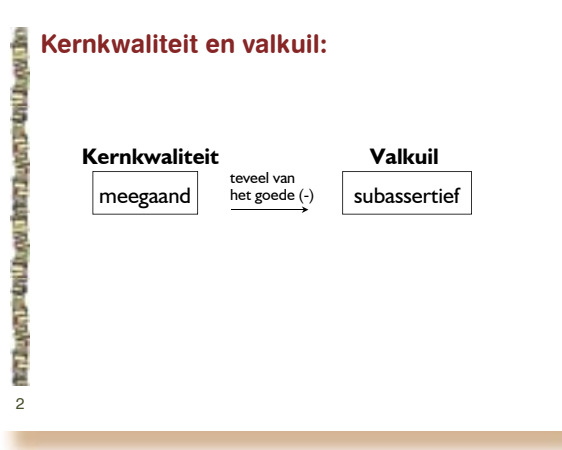 Kernkwaliteit en valkuil:
Kernkwaliteit
Valkuil
meegaand
teveel van
het goede (-)
subassertief
2